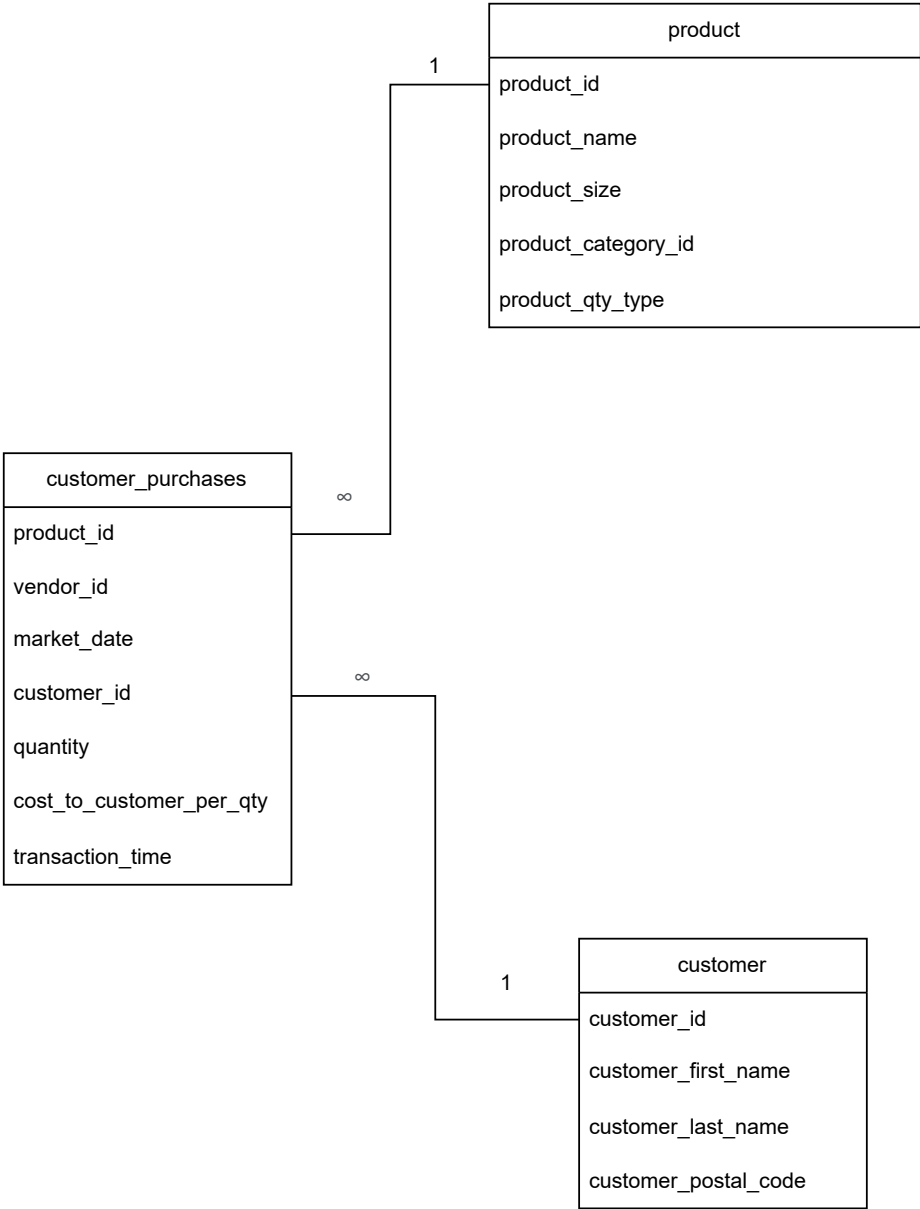 product
1
product_id
product_name
product_size
product_category_id
product_qty_type
customer_purchases
∞
product_id
vendor_id
market_date
∞
customer_id
quantity
cost_to_customer_per_qty
transaction_time
customer
1
customer_id
customer_first_name
customer_last_name
customer_postal_code